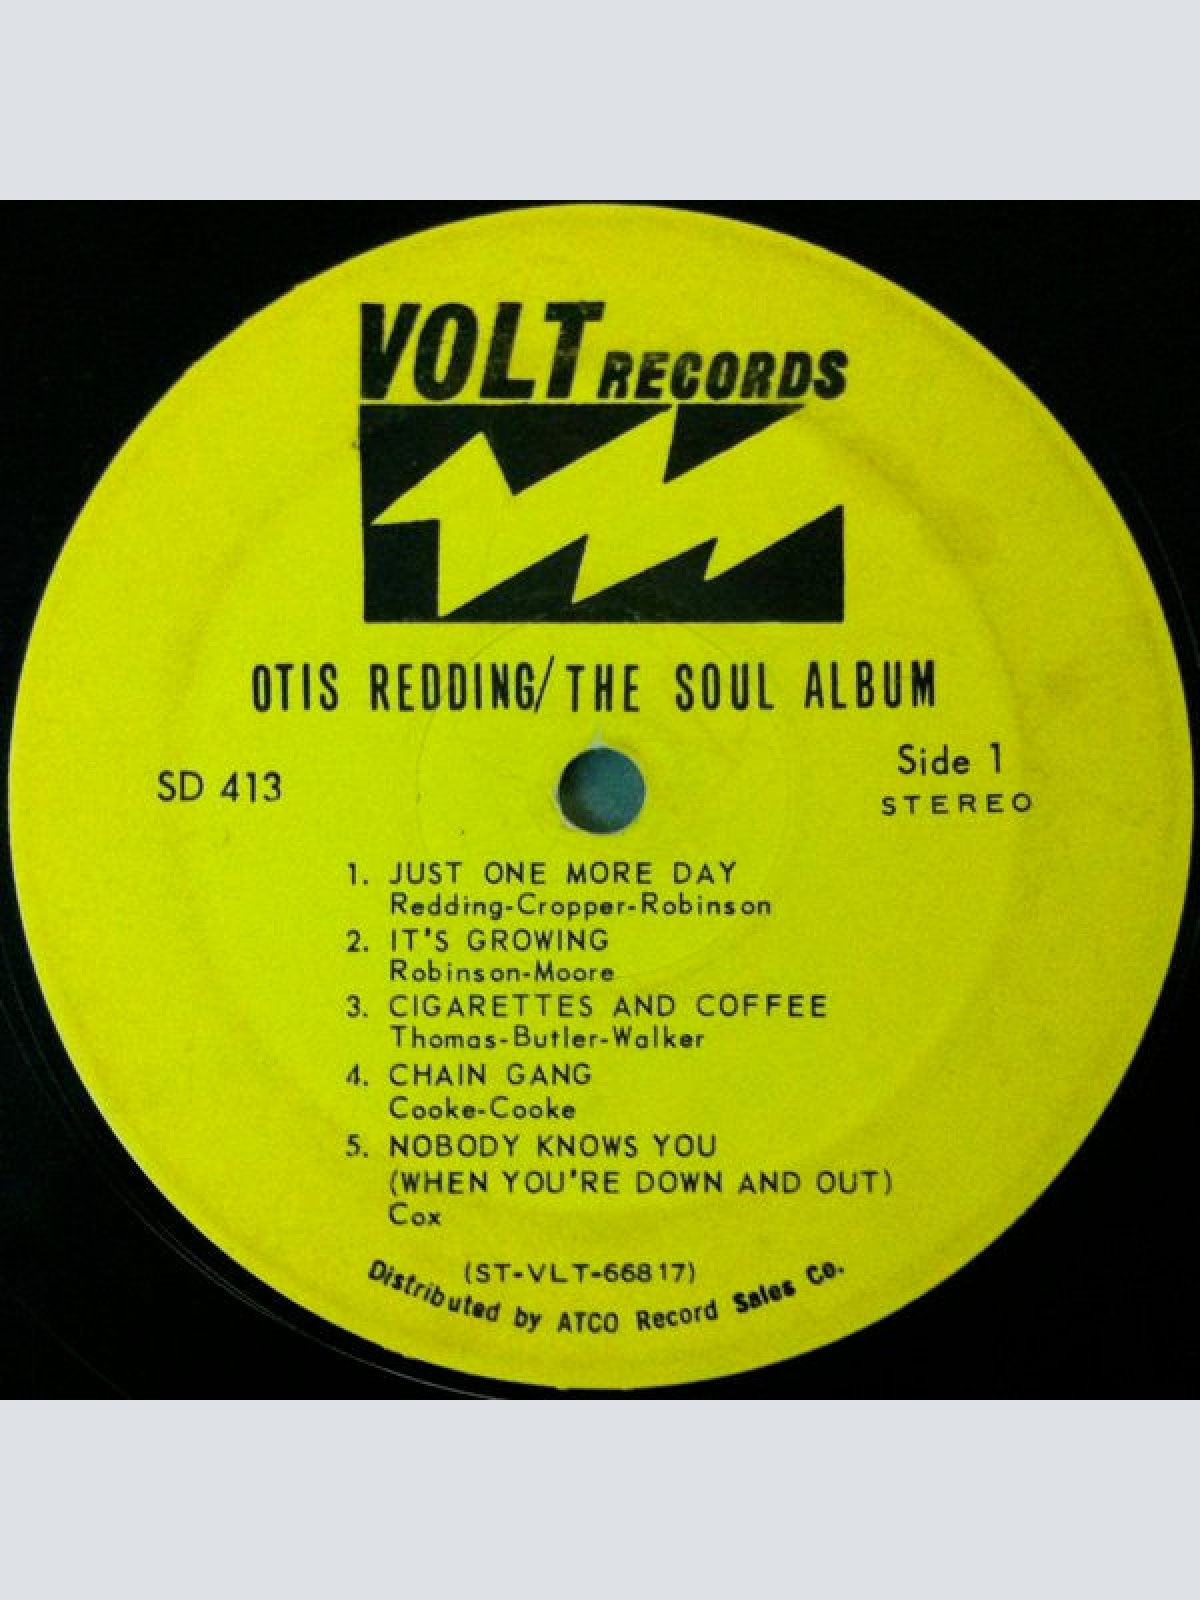 VOLT RECORDS
OTIS REDDING/THE SOUL ALBUM
SD 413
Side 1
STEREO
1. JUST ONE MORE DAY
Redding-Cropper-Robinson
2. IT'S GROWING
Robinson-Moore
3. CIGARETTES AND COFFEE
Thomas-Butler-Walker
4. CHAIN GANG
Cooke-Cooke
5. NOBODY KNOWS YOU
(WHEN YOU'RE DOWN AND OUT)
Cox
(ST-VLT-66817)
Distributed by ATCO Record Sales Co.